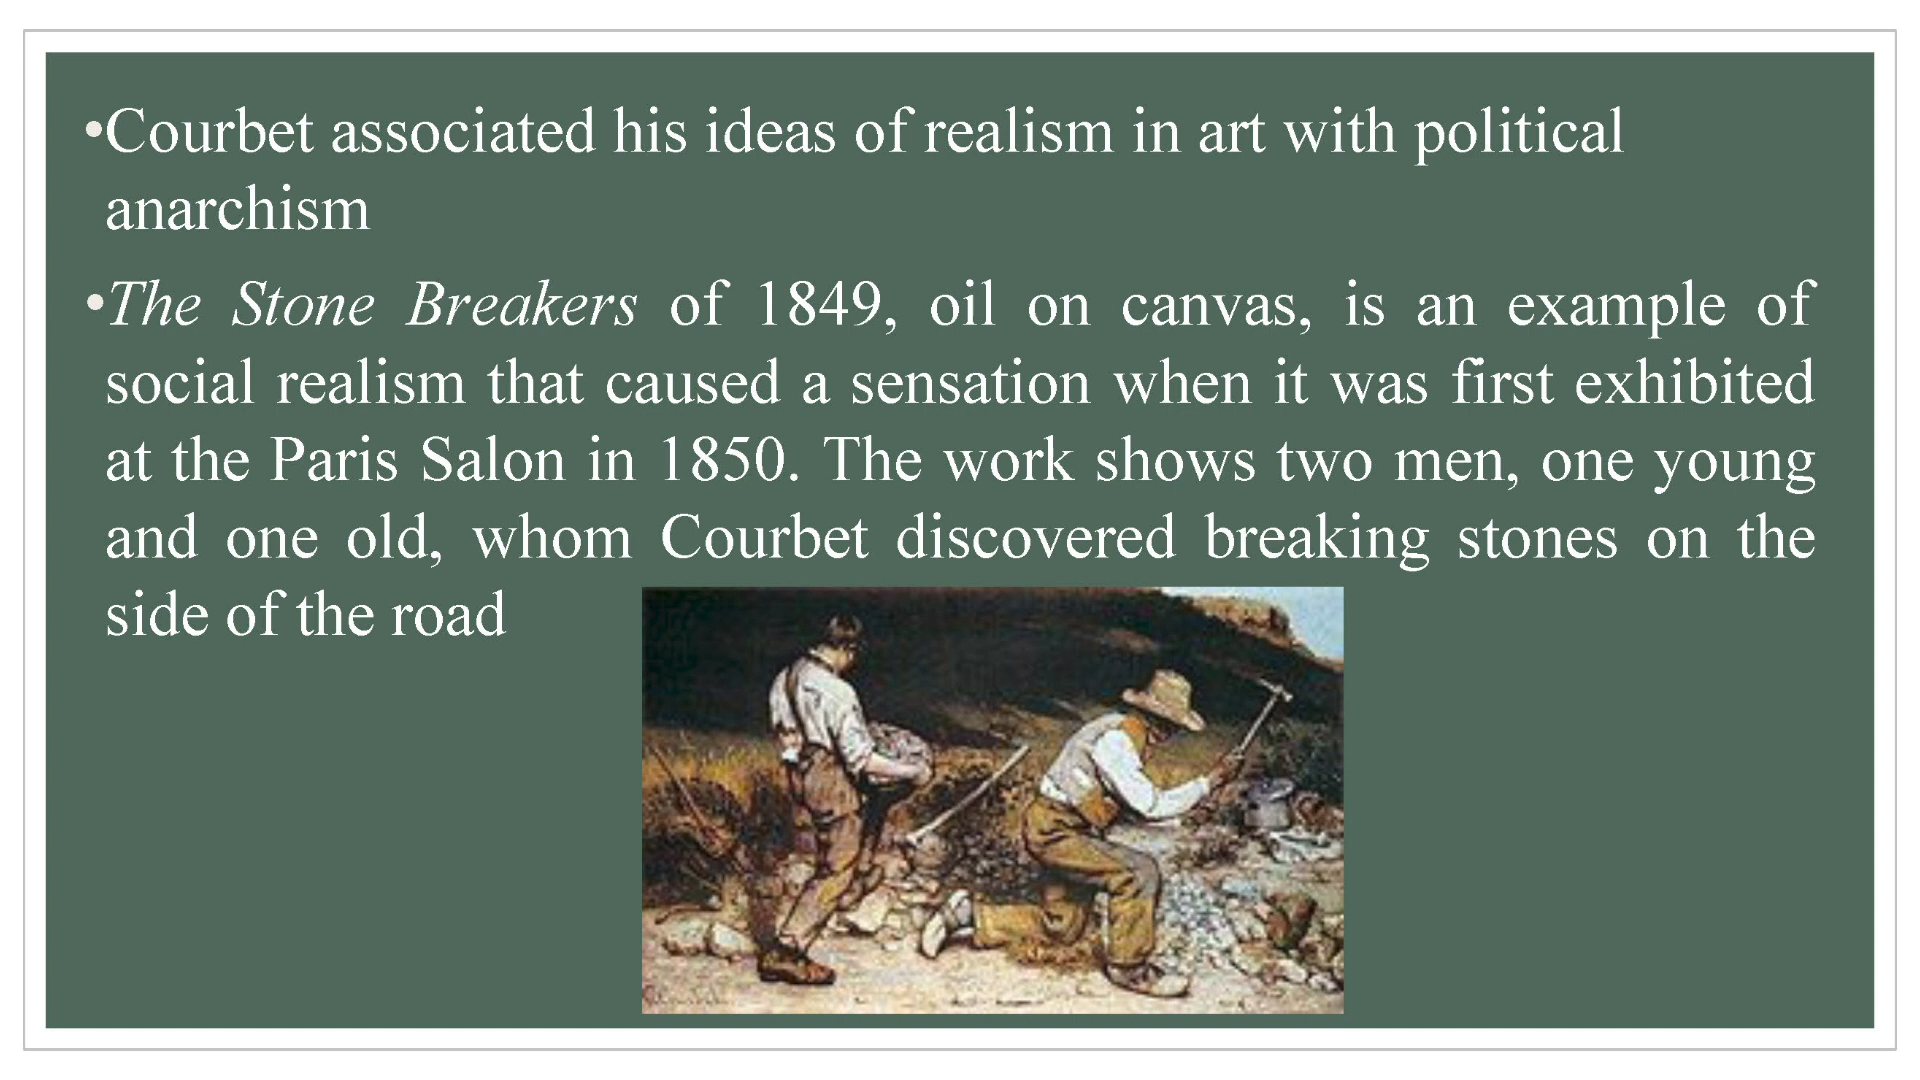 •Courbet associated his ideas of realism in art with political
anarchism
•The Stone Breakers of 1849, oil on canvas, is an example of
social realism that caused a sensation when it was first exhibited
at the Paris Salon in 1850. The work shows two men, one young
and one old, whom Courbet discovered breaking stones on the
side of the road